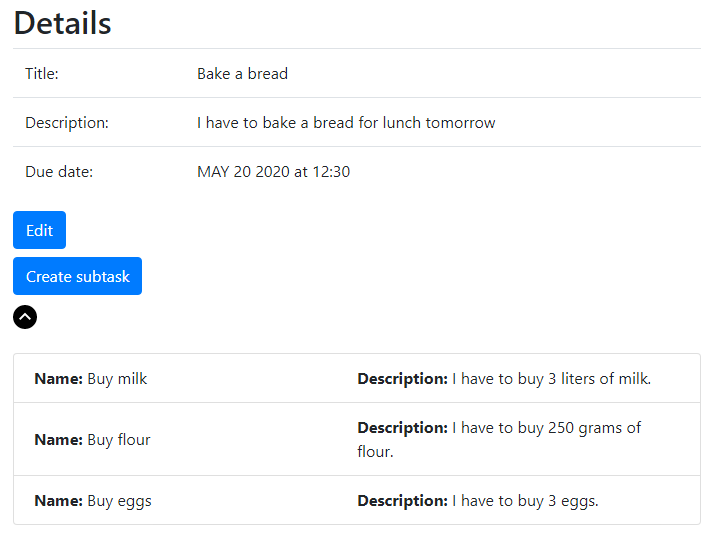 Details
Title: Bake a bread
Description: I have to bake a bread for lunch tomorrow
Due date: MAY 20 2020 at 12:30
Edit
Create subtask
Name: Buy milk Description: I have to buy 3 liters of milk.
Name: Buy flour Description: I have to buy 250 grams of
flour.
Name: Buy eggs Description: I have to buy 3 eggs.